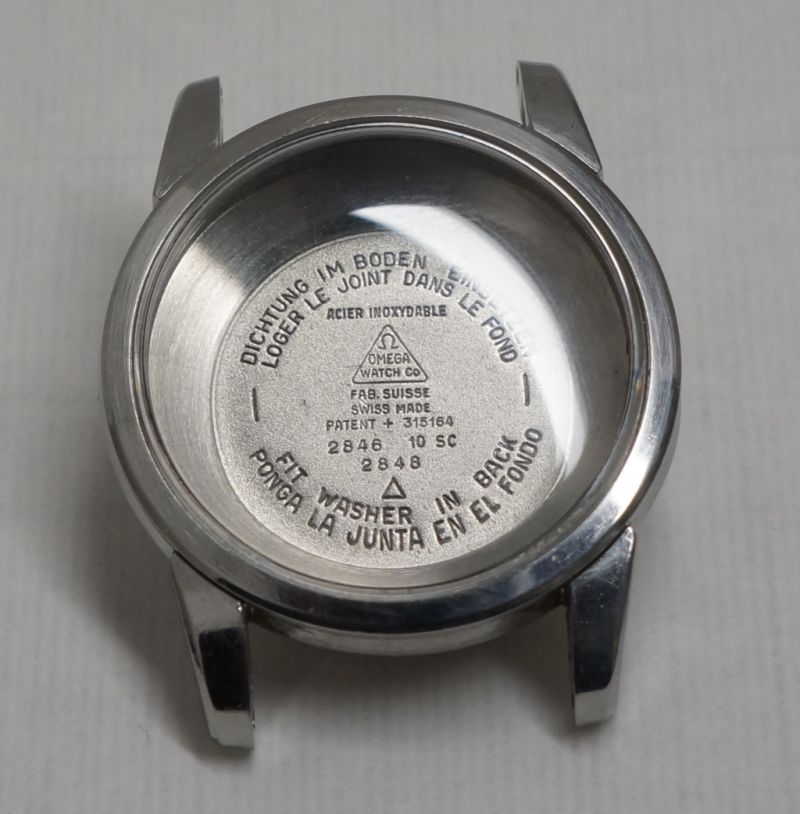 DICHTUNG IM BODEN EINSETZEN
LOGER LE JOINT DANS LE FOND
ACIER INOXYDABLE
Ω
OMEGA
WATCH Co
FAB. SUISSE
SWISS MADE
PATENT + 315164
2846 10 SC
2848
FIT WASHER IN BACK
PONGA LA JUNTA EN EL FONDO